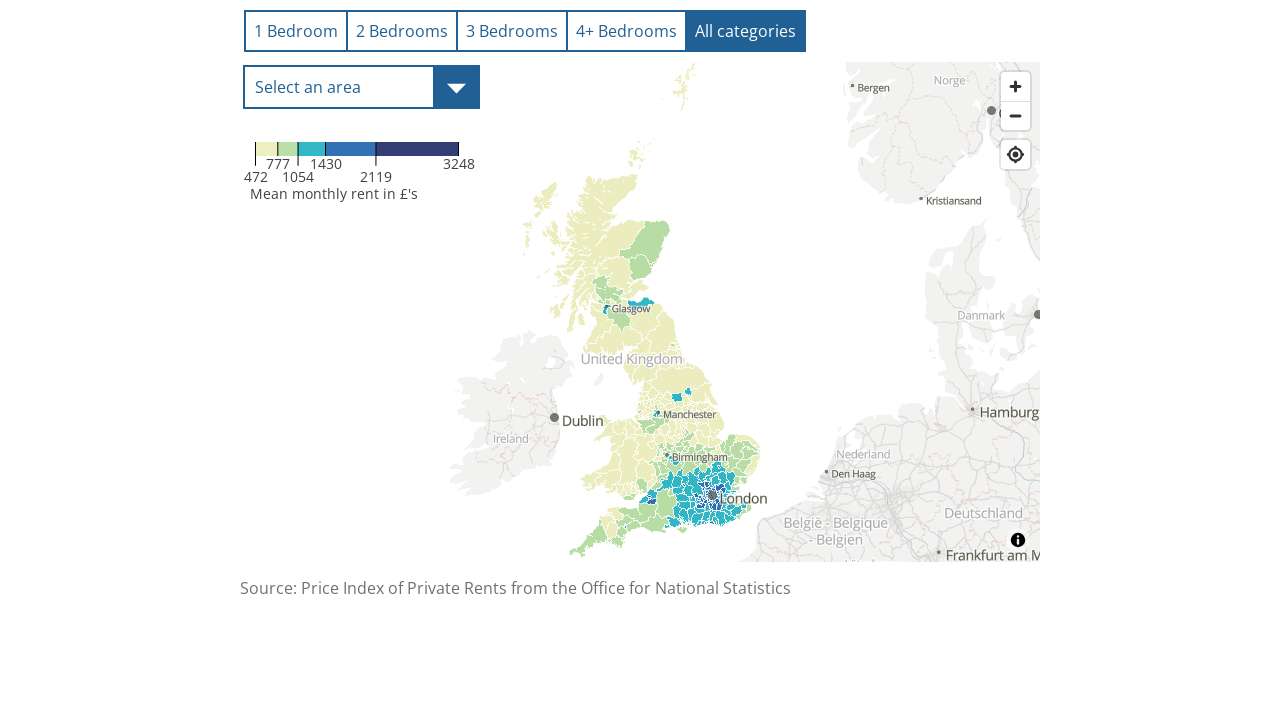 1 Bedroom 2 Bedrooms 3 Bedrooms 4+ Bedrooms All categories
Select an area
777 1430 3248
472 1054 2119
Mean monthly rent in £'s
Norge
Bergen
Kristiansand
Glasgow
Danmark
United Kingdom
Hamburg
Manchester
Dublin
Ireland
Nederland
Birmingham
Den Haag
London
Deutschland
België - Belgique
- Belgien
Frankfurt am M
Source: Price Index of Private Rents from the Office for National Statistics